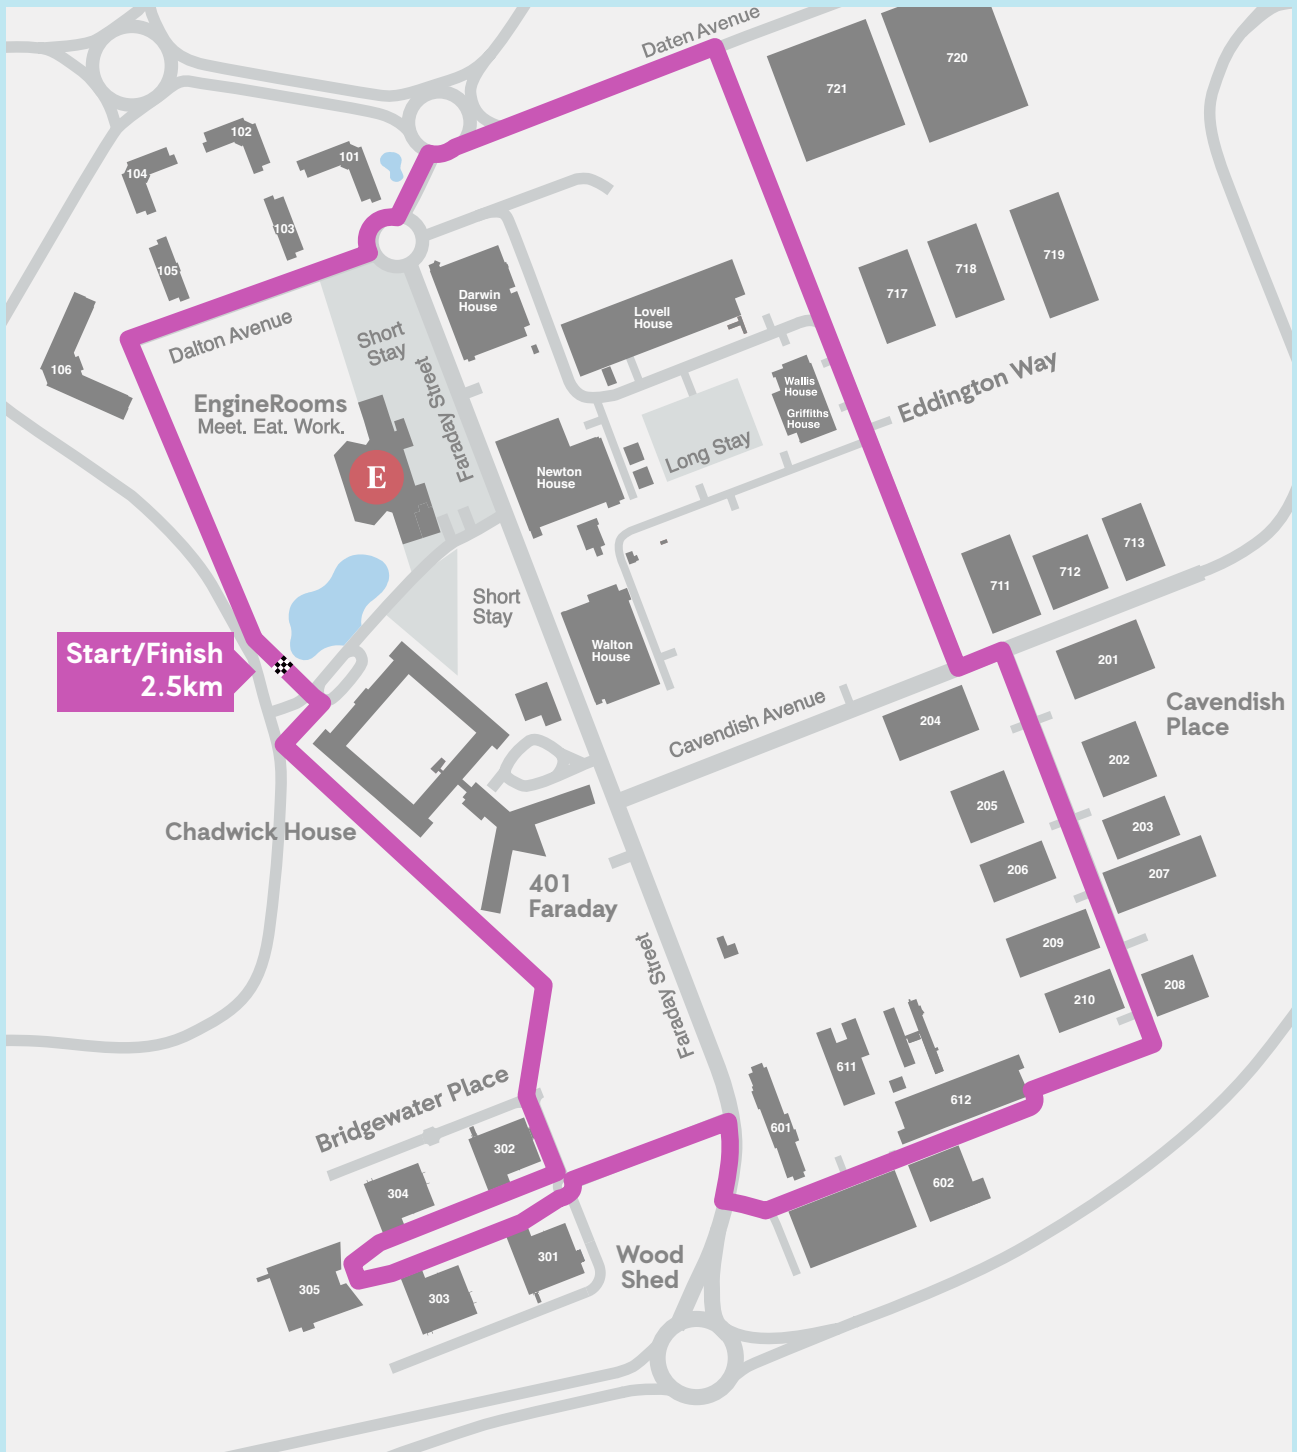 Daten Avenue
720
721
102
101
104
103
105
719
718
717
106
Darwin
House
Lovell
House
Dalton Avenue
Short
Stay
Faraday Street
EngineRooms
Meet. Eat. Work.
E
Wallis
House
Griffiths
House
Eddington Way
Long Stay
Newton
House
713
712
711
Short
Stay
Walton
House
Start/Finish
2.5km
201
Cavendish
Place
204
Cavendish Avenue
202
205
203
206
207
Chadwick House
401
Faraday
209
208
210
Faraday Street
611
612
601
Bridgewater Place
302
304
602
301
Wood
Shed
305
303